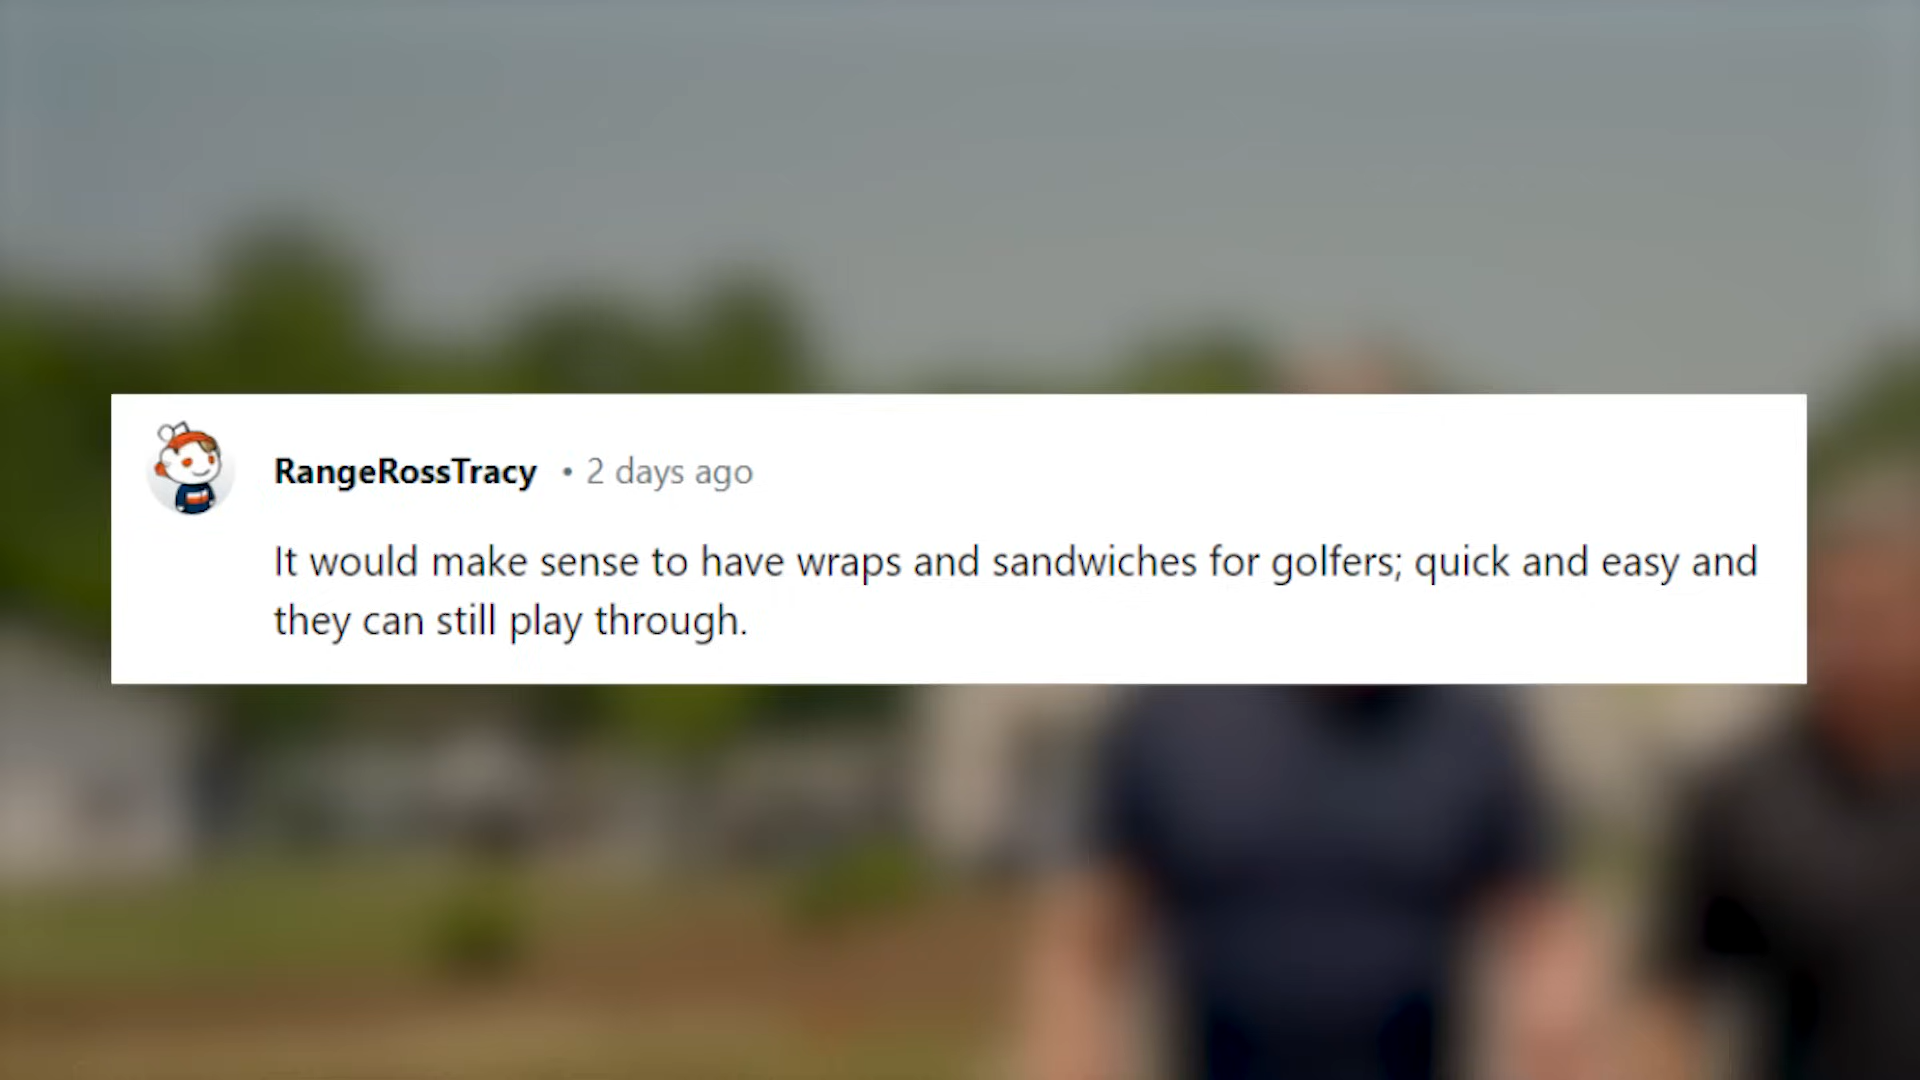 RangeRossTracy • 2 days ago
It would make sense to have wraps and sandwiches for golfers; quick and easy and
they can still play through.